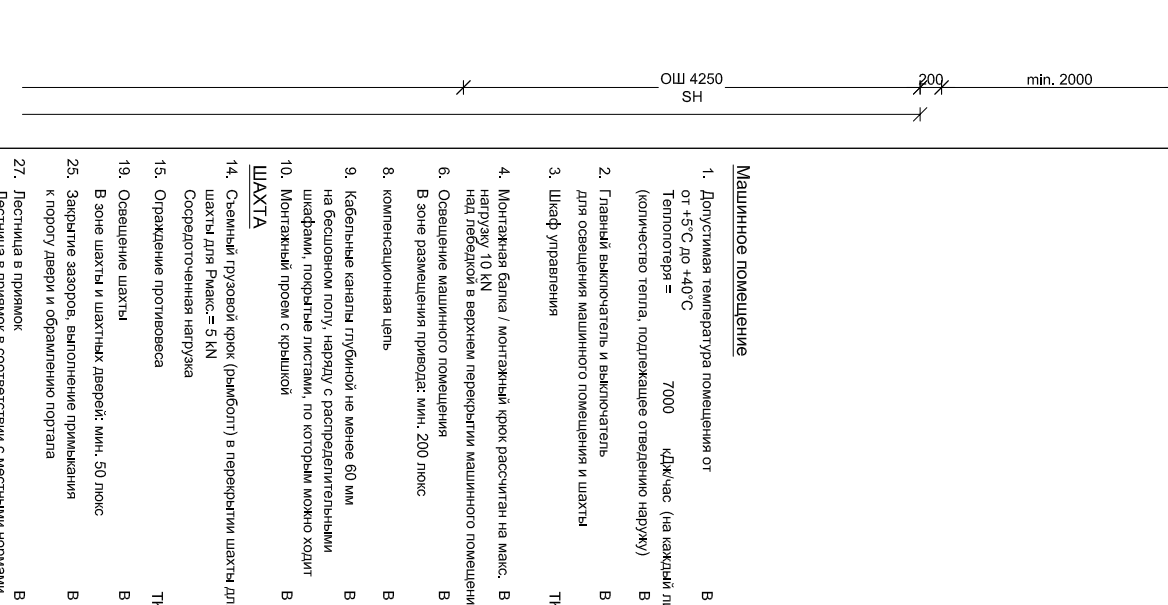 ОШ 4250
200
min. 2000
SH
Машинное помещение
1. Допустимая температура помещения от B
от +5°C до +40°C
Теплопотеря = 7000 кДж/час (на каждый
(количество тепла, подлежащее отведению наружу) B
2. Главный выключатель и выключатель B
для освещения машинного помещения и шахты
3. Шкаф управления
4. Монтажная балка / монтажный крюк рассчитан на макс. B
нагрузку 10 kN
над лебёдкой в верхнем перекрытии машинного
6. Освещение машинного помещения B
В зоне размещения привода: мин. 200 люкс
8. компенсационная цепь B
9. Кабельные каналы глубиной не менее 60 мм B
на бесшовном полу, наряду с распределительными
шкафами, покрытые листами, по которым можно ходит
10. Монтажный проем с крышкой B
ШАХТА
14. Съемный грузовой крюк (рымболт) в перекрытии шахты
шахты для Рмакс.= 5 kN
Сосредоточенная нагрузка
15. Ограждение противовеса
19. Освещение шахты B
В зоне шахты и шахтных дверей: мин. 50 люкс
25. Закрытие зазоров, выполнение примыкания B
к порогу двери и обрамлению портала
27. Лестница в приямок B
Лестница в приямок в соответствии с местными нормами